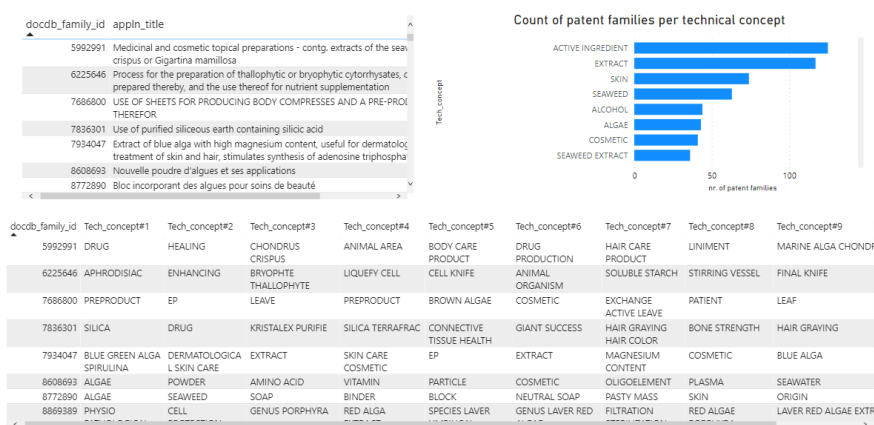 docdb_family_id appln_title
5992991 Medicinal and cosmetic topical preparations - contg. extracts of the
crispus or Gigartina mamillosa
6225646 Process for the preparation of thallophytic or bryophytic cytorrhysates,
prepared thereby, and the use thereof for nutrient supplementation
7686800 USE OF SHEETS FOR PRODUCING BODY COMPRESSES AND A
THEREFOR
7836301 Use of purified siliceous earth containing silicic acid
7934047 Extract of blue alga with high magnesium content, useful for
treatment of skin and hair, stimulates synthesis of adenosine
8608693 Nouvelle poudre d'algues et ses applications
8772890 Bloc incorporant des algues pour soins de beauté
Count of patent families per technical concept
Tech_concept
ACTIVE INGREDIENT
EXTRACT
SKIN
SEAWEED
ALCOHOL
ALGAE
COSMETIC
SEAWEED EXTRACT
0 50 100
nr. of patent families
docdb_family_id Tech_concept#1 Tech_concept#2 Tech_concept#3 Tech_concept#4 Tech_concept#5 Tech_concept#6 Tech_concept#7 Tech_concept#8 Tech_concept#9
5992991 DRUG HEALING CHONDRUS ANIMAL AREA BODY CARE DRUG HAIR CARE LINIMENT MARINE ALGA CHONDR
CRISPUS PRODUCT PRODUCTION PRODUCT
6225646 APHRODISIAC ENHANCING BRYOPHTE LIQUEFY CELL CELL KNIFE ANIMAL SOLUBLE STARCH STIRRING VESSEL FINAL KNIFE
THALLOPHYTE ORGANISM
7686800 PREPRODUCT EP LEAVE PREPRODUCT BROWN ALGAE COSMETIC EXCHANGE PATIENT LEAF
ACTIVE LEAVE
7836301 SILICA DRUG KRISTALEX PURIFIE SILICA TERRAFRAC CONNECTIVE GIANT SUCCESS HAIR GRAYING BONE STRENGTH HAIR GRAYING
TISSUE HEALTH HAIR COLOR
7934047 BLUE GREEN ALGA DERMATOLOGICA EXTRACT SKIN CARE EP EXTRACT MAGNESIUM COSMETIC BLUE ALGA
SPIRULINA L SKIN CARE COSMETIC CONTENT
8608693 ALGAE POWDER AMINO ACID VITAMIN PARTICLE COSMETIC OLIGOELEMENT PLASMA SEAWATER
8772890 ALGAE SEAWEED SOAP BINDER BLOCK NEUTRAL SOAP PASTY MASS SKIN ORIGIN
8869389 PHYSIO CELL GENUS PORPHYRA RED ALGA SPECIES LAVER GENUS LAVER RED FILTRATION RED ALGAE LAVER RED ALGAE EXTR